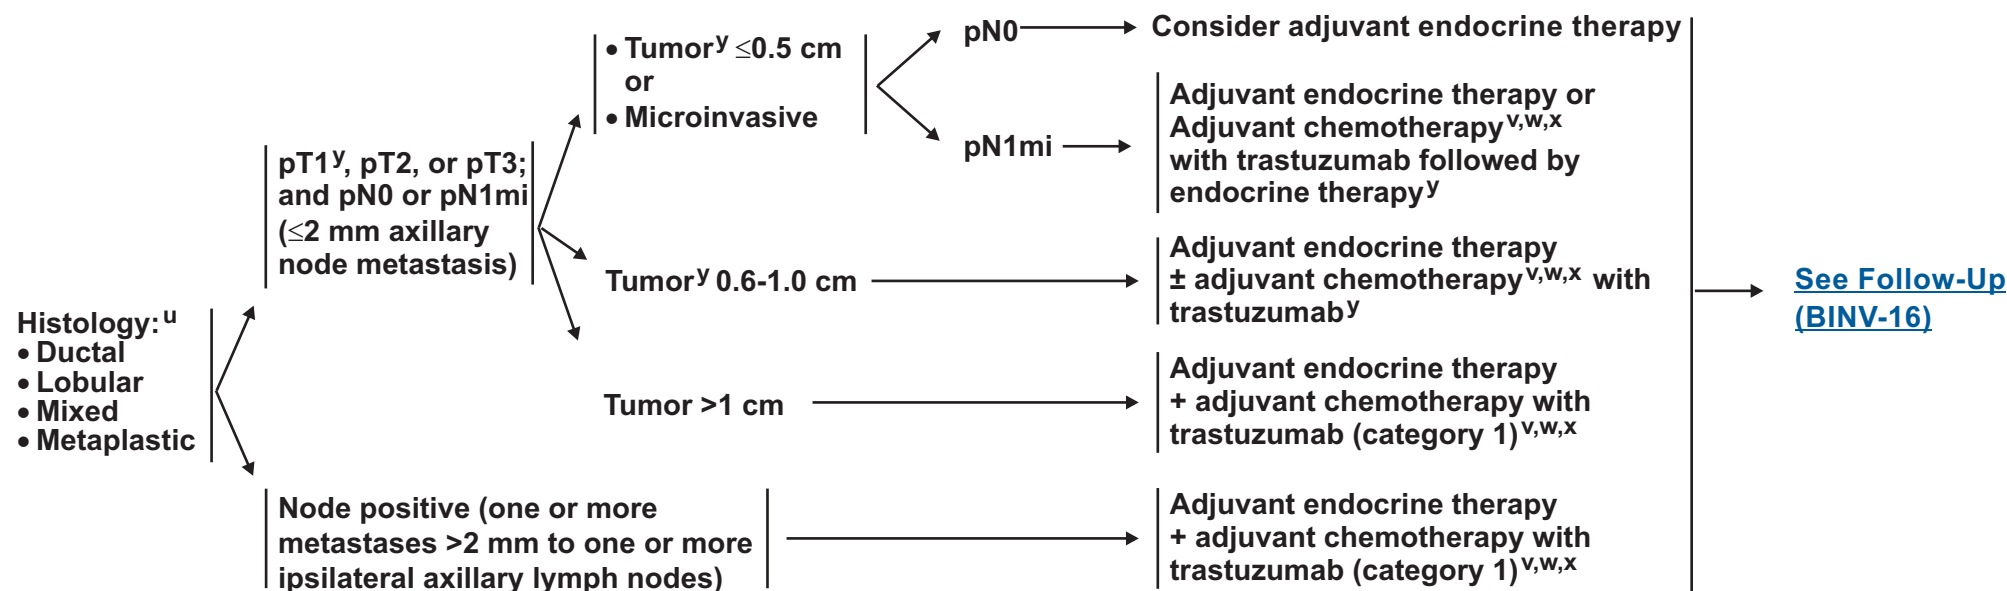 Histology:u
• Ductal
• Lobular
• Mixed
• Metaplastic
pT1y, pT2, or pT3;
and pN0 or pN1mi
(≤2 mm axillary
node metastasis)
• Tumory ≤0.5 cm
or
• Microinvasive
pN0
Consider adjuvant endocrine therapy
pN1mi
Adjuvant endocrine therapy or
Adjuvant chemotherapyv,w,x
with trastuzumab followed by
endocrine therapyy
Tumory 0.6-1.0 cm
Adjuvant endocrine therapy
± adjuvant chemotherapyv,w,x with
trastuzumaby
Tumor >1 cm
Adjuvant endocrine therapy
+ adjuvant chemotherapy with
trastuzumab (category 1)v,w,x
Node positive (one or more
metastases >2 mm to one or more
ipsilateral axillary lymph nodes)
Adjuvant endocrine therapy
+ adjuvant chemotherapy with
trastuzumab (category 1)v,w,x
See Follow-Up
(BINV-16)